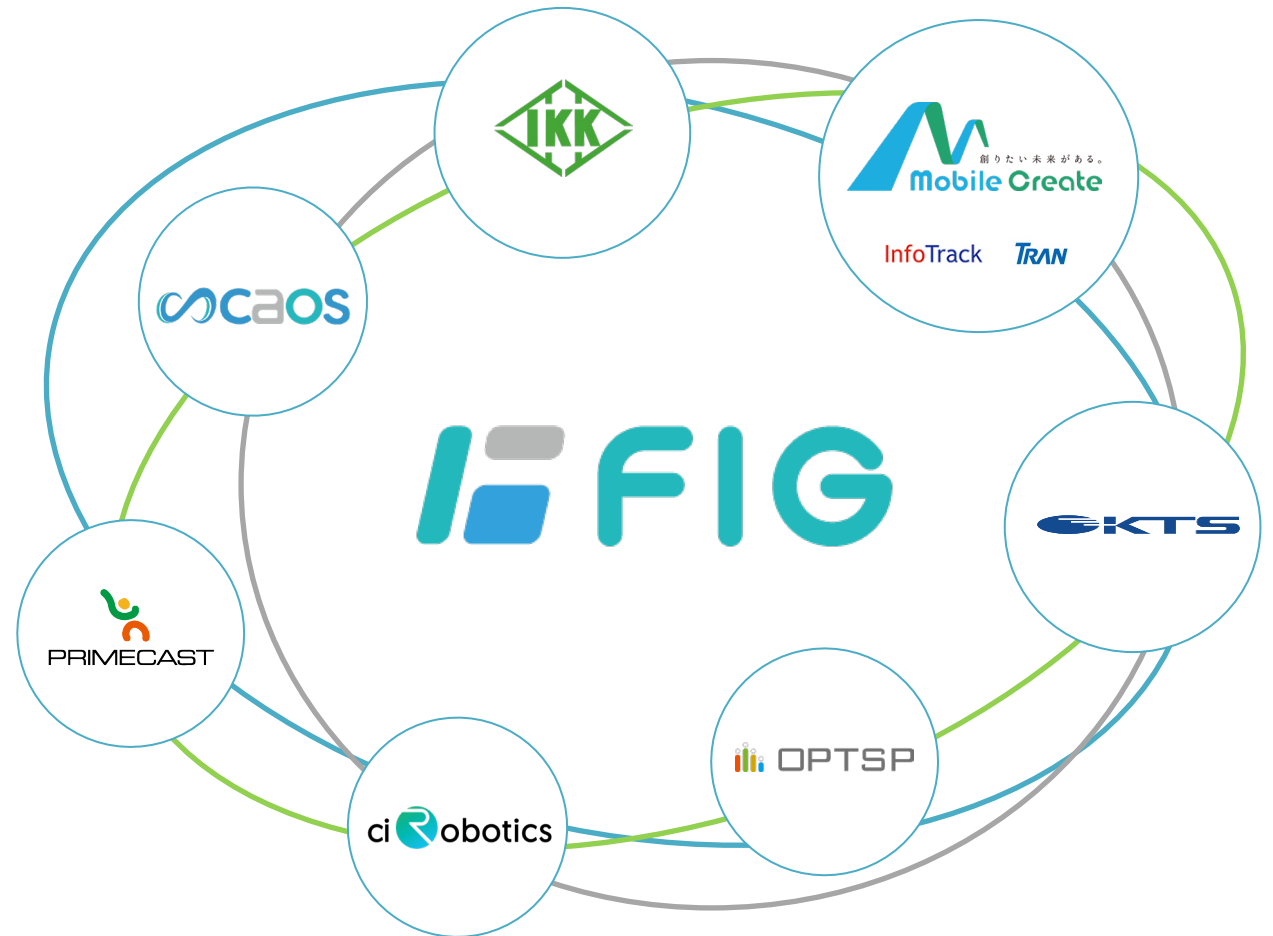 IKK
創りたい未来がある。
Mobile Create
InfoTrack
TRAN
caos
FIG
KTS
PRIMECAST
OPTSP
ciRobotics